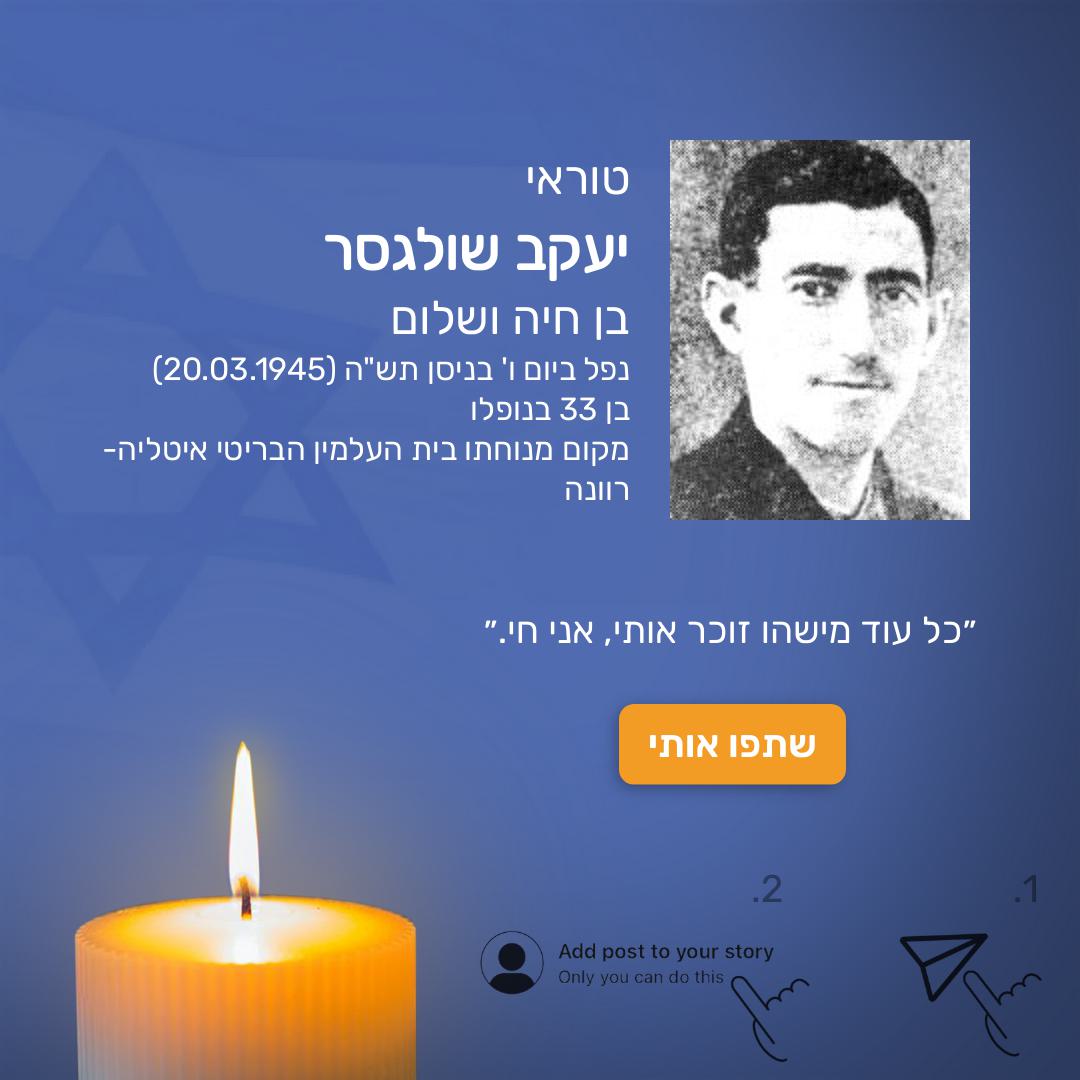 טוראי
יעקב שולגסר
בן חיה ושלום
נפל ביום ו' בניסן תש"ה (20.03.1945)
בן 33 בנופלו
מקום מנוחתו בית העלמין הבריטי איטליה-
רוונה
״כל עוד מישהו זוכר אותי, אני חי.״
שתפו אותי
1.
2.
Add post to your story
Only you can do this